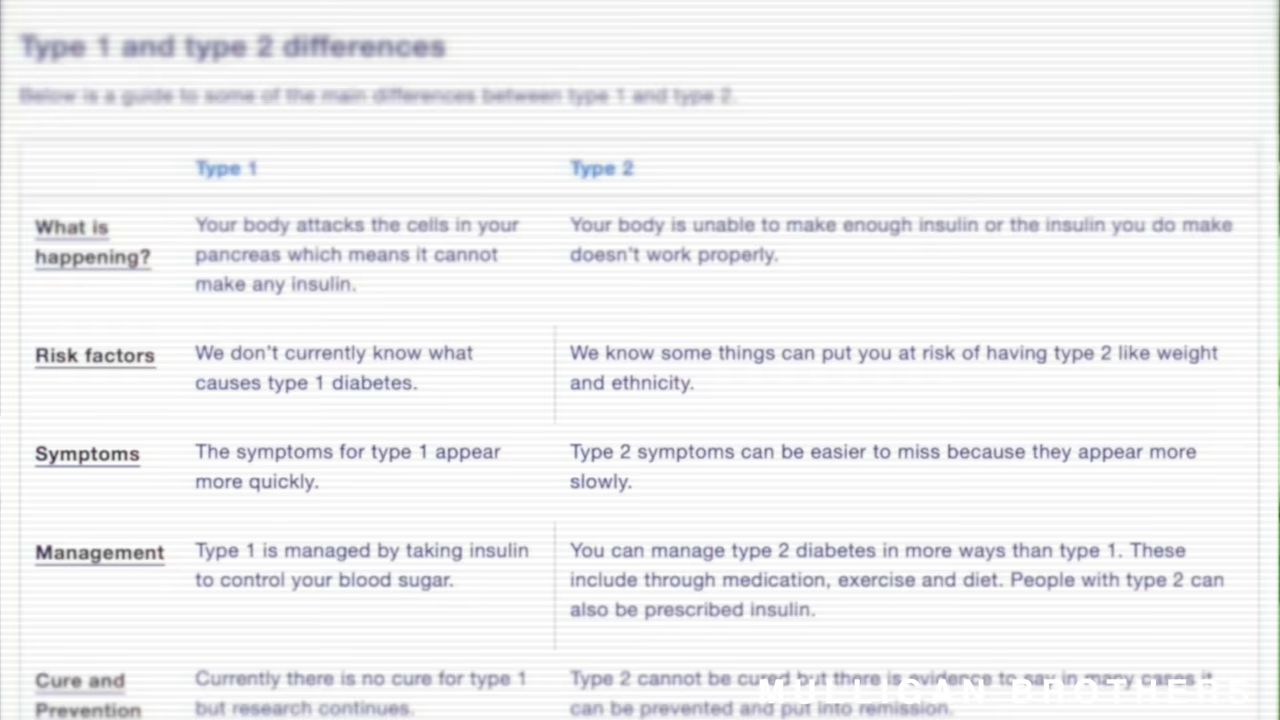 Type 1 and type 2 differences
Below is a guide to some of the main differences between type 1 and type 2.
Type 1
Type 2
What is
happening?
Your body attacks the cells in your
pancreas which means it cannot
make any insulin.
Your body is unable to make enough insulin or the insulin you do make
doesn't work properly.
Risk factors
We don't currently know what
causes type 1 diabetes.
We know some things can put you at risk of having type 2 like weight
and ethnicity.
Symptoms
The symptoms for type 1 appear
more quickly.
Type 2 symptoms can be easier to miss because they appear more
slowly.
Management
Type 1 is managed by taking insulin
to control your blood sugar.
You can manage type 2 diabetes in more ways than type 1. These
include through medication, exercise and diet. People with type 2 can
also be prescribed insulin.
Cure and
Prevention
Currently there is no cure for type 1
but research continues.
Type 2 cannot be cured but there is evidence to say in many cases it
can be prevented and put into remission.
MULLIGAN BROTHERS